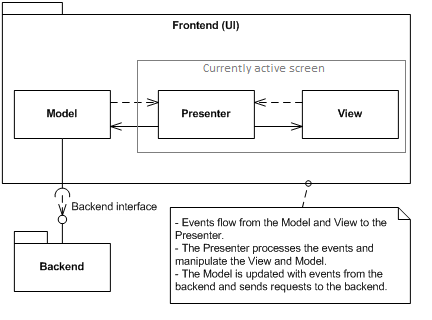 Frontend (UI)
Currently active screen
Model
Presenter
View
Backend interface
Backend
- Events flow from the Model and View to the
Presenter.
- The Presenter processes the events and
manipulate the View and Model.
- The Model is updated with events from the
backend and sends requests to the backend.